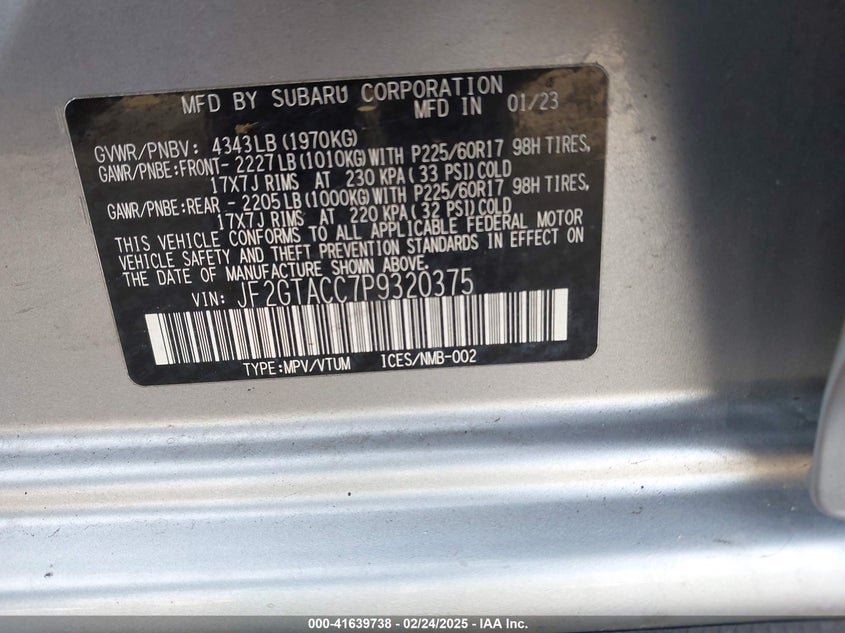 MFD BY SUBARU CORPORATION
MFD IN 01/23
GVWR/PNBV: 4343LB (1970KG)
GAWR/PNBE:FRONT- 2227LB (1010KG)WITH P225/60R17 98H TIRES,
17X7J RIMS AT 230 KPA (33 PSI)COLD
GAWR/PNBE:REAR - 2205LB (1000KG)WITH P225/60R17 98H TIRES,
17X7J RIMS AT 220 KPA (32 PSI)COLD
THIS VEHICLE CONFORMS TO ALL APPLICABLE FEDERAL MOTOR
VEHICLE SAFETY AND THEFT PREVENTION STANDARDS IN EFFECT ON
THE DATE OF MANUFACTURE SHOWN ABOVE.
VIN: JF2GTACC7P9320375
TYPE:MPV/VTUM ICES/NMB-002
000-41639738 - 02/24/2025 - IAA Inc.